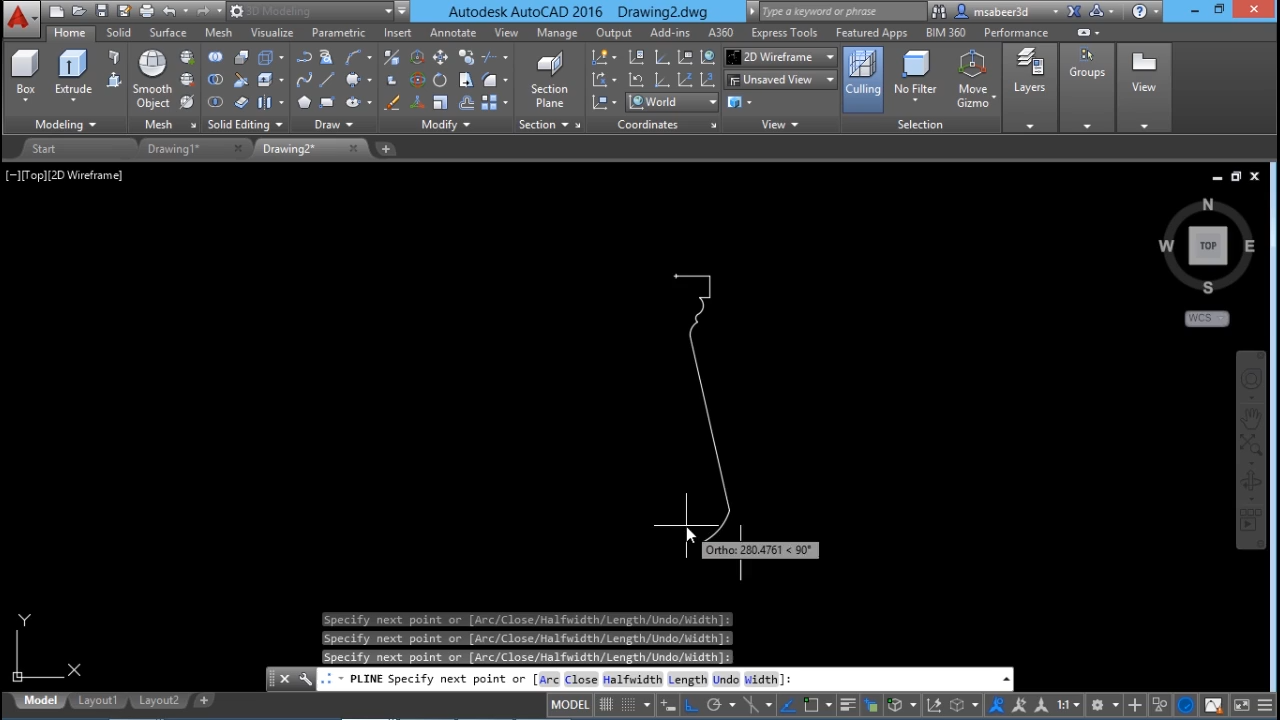 3D Modeling
Autodesk AutoCAD 2016 Drawing2.dwg
Type a keyword or phrase
msabeer3d
Home Solid Surface Mesh Visualize Parametric Insert Annotate View Manage Output Add-ins A360 Express Tools Featured Apps BIM 360 Performance
Box Extrude Smooth Object Section Plane
2D Wireframe
Unsaved View
World
Culling No Filter Move Gizmo Layers Groups View
Modeling Mesh Solid Editing Draw Modify Section Coordinates View Selection
Start Drawing1* Drawing2*
[−][Top][2D Wireframe]
N
W TOP E
S
WCS
Ortho: 280.4761 < 90°
Y
X
Specify next point or [Arc/Close/Halfwidth/Length/Undo/Width]:
Specify next point or [Arc/Close/Halfwidth/Length/Undo/Width]:
Specify next point or [Arc/Close/Halfwidth/Length/Undo/Width]:
PLINE Specify next point or [Arc Close Halfwidth Length Undo Width]:
Model Layout1 Layout2 MODEL 1:1